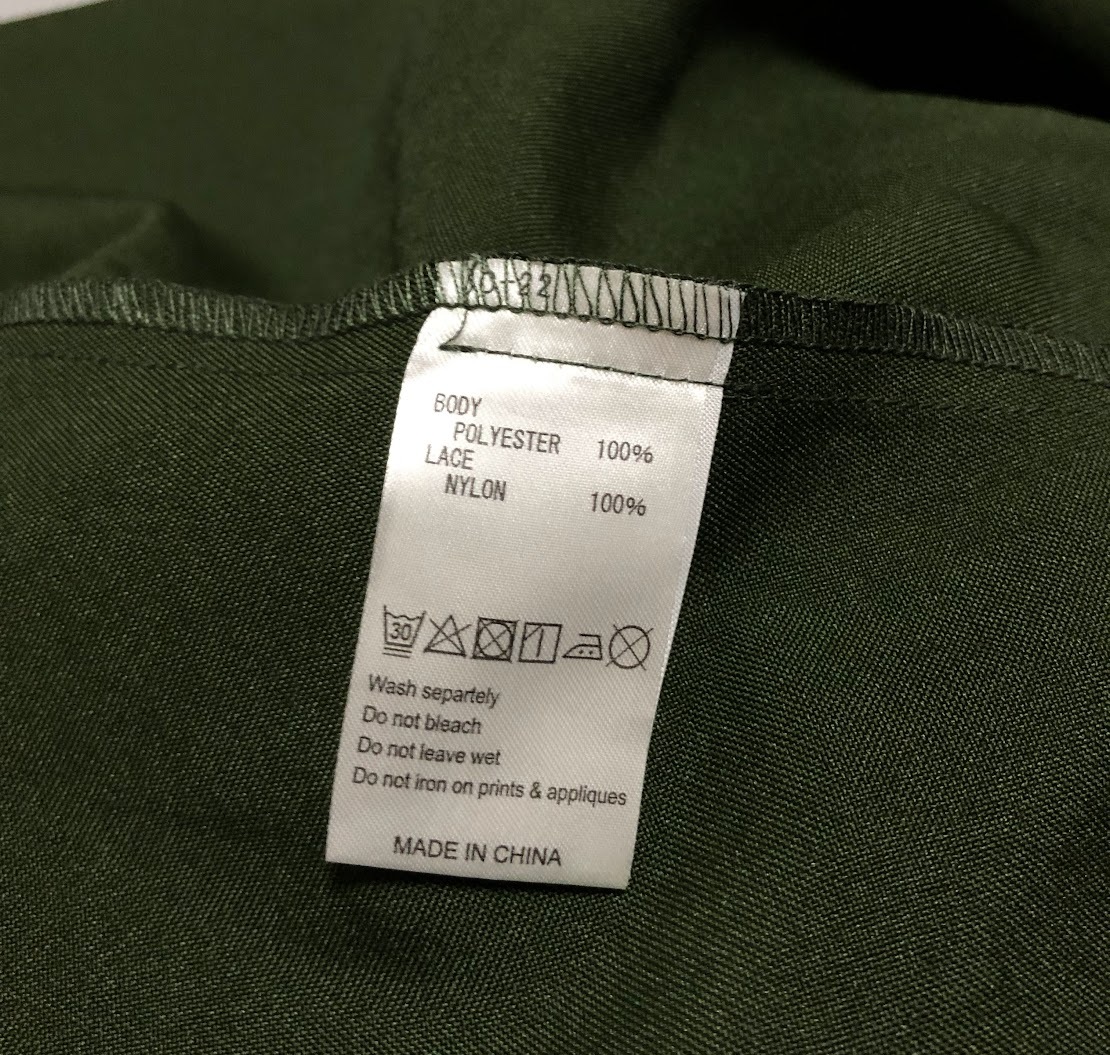 BODY
POLYESTER 100%
LACE
NYLON 100%
30
Wash separtely
Do not bleach
Do not leave wet
Do not iron on prints & appliques
MADE IN CHINA